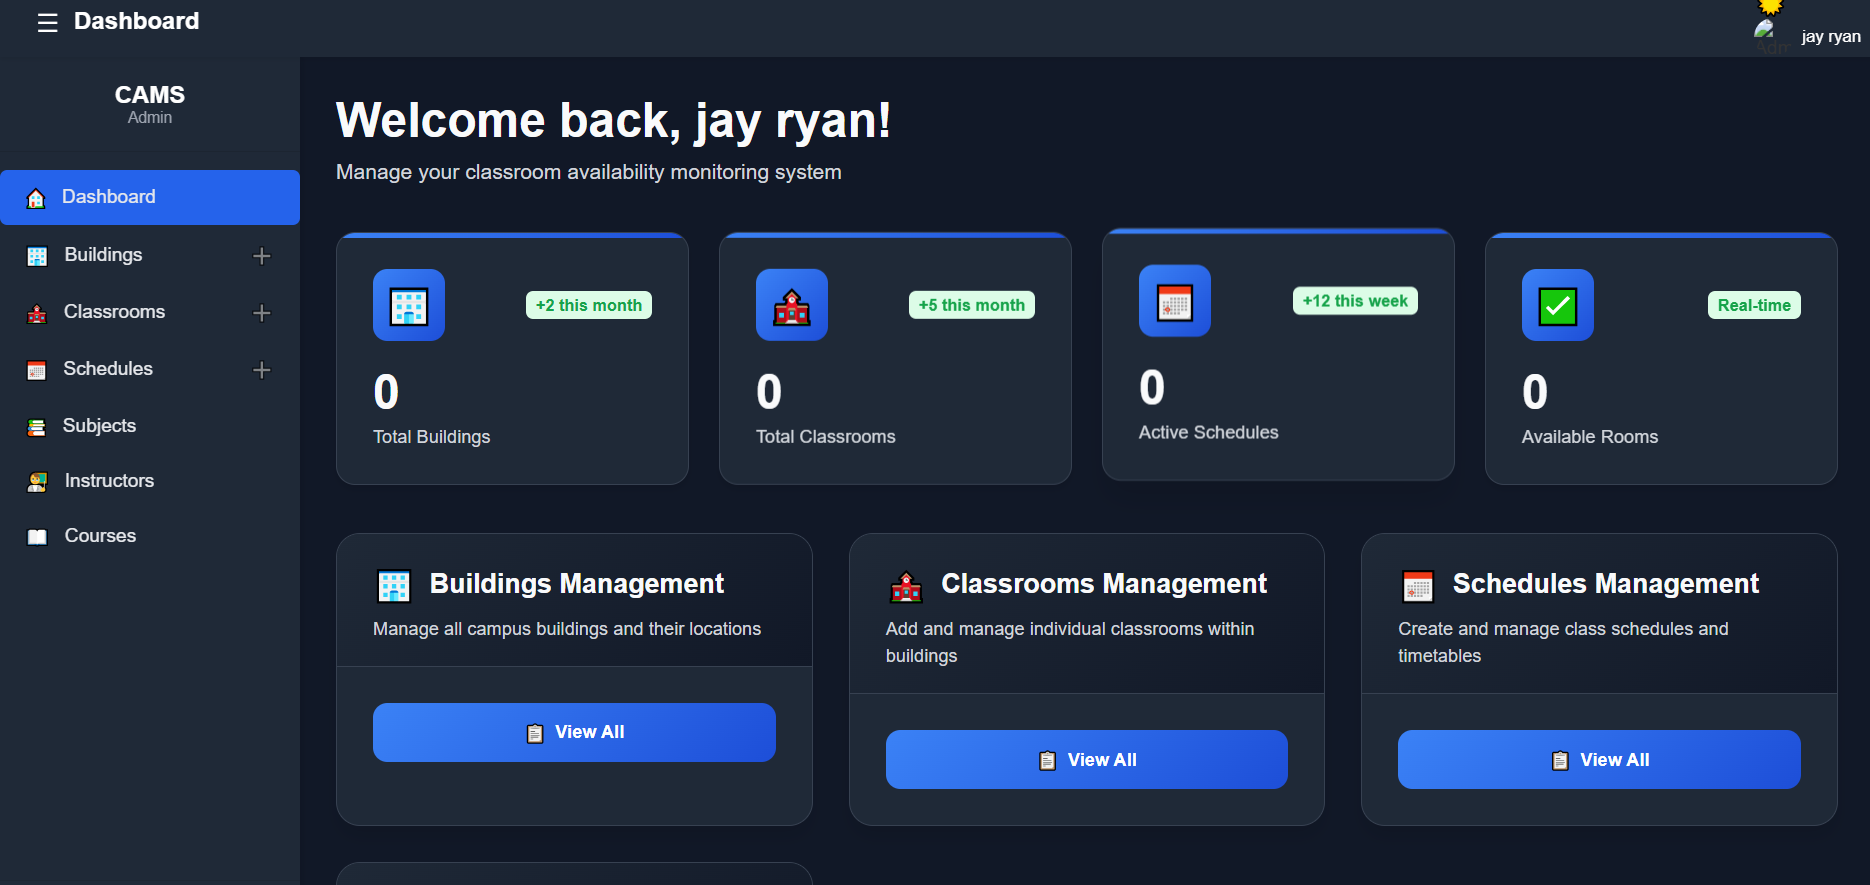 Dashboard
jay ryan
CAMS
Admin
Dashboard
Buildings
Classrooms
Schedules
Subjects
Instructors
Courses
Welcome back, jay ryan!
Manage your classroom availability monitoring system
+2 this month
0
Total Buildings
+5 this month
0
Total Classrooms
+12 this week
0
Active Schedules
Real-time
0
Available Rooms
Buildings Management
Manage all campus buildings and their locations
View All
Classrooms Management
Add and manage individual classrooms within
buildings
View All
Schedules Management
Create and manage class schedules and
timetables
View All